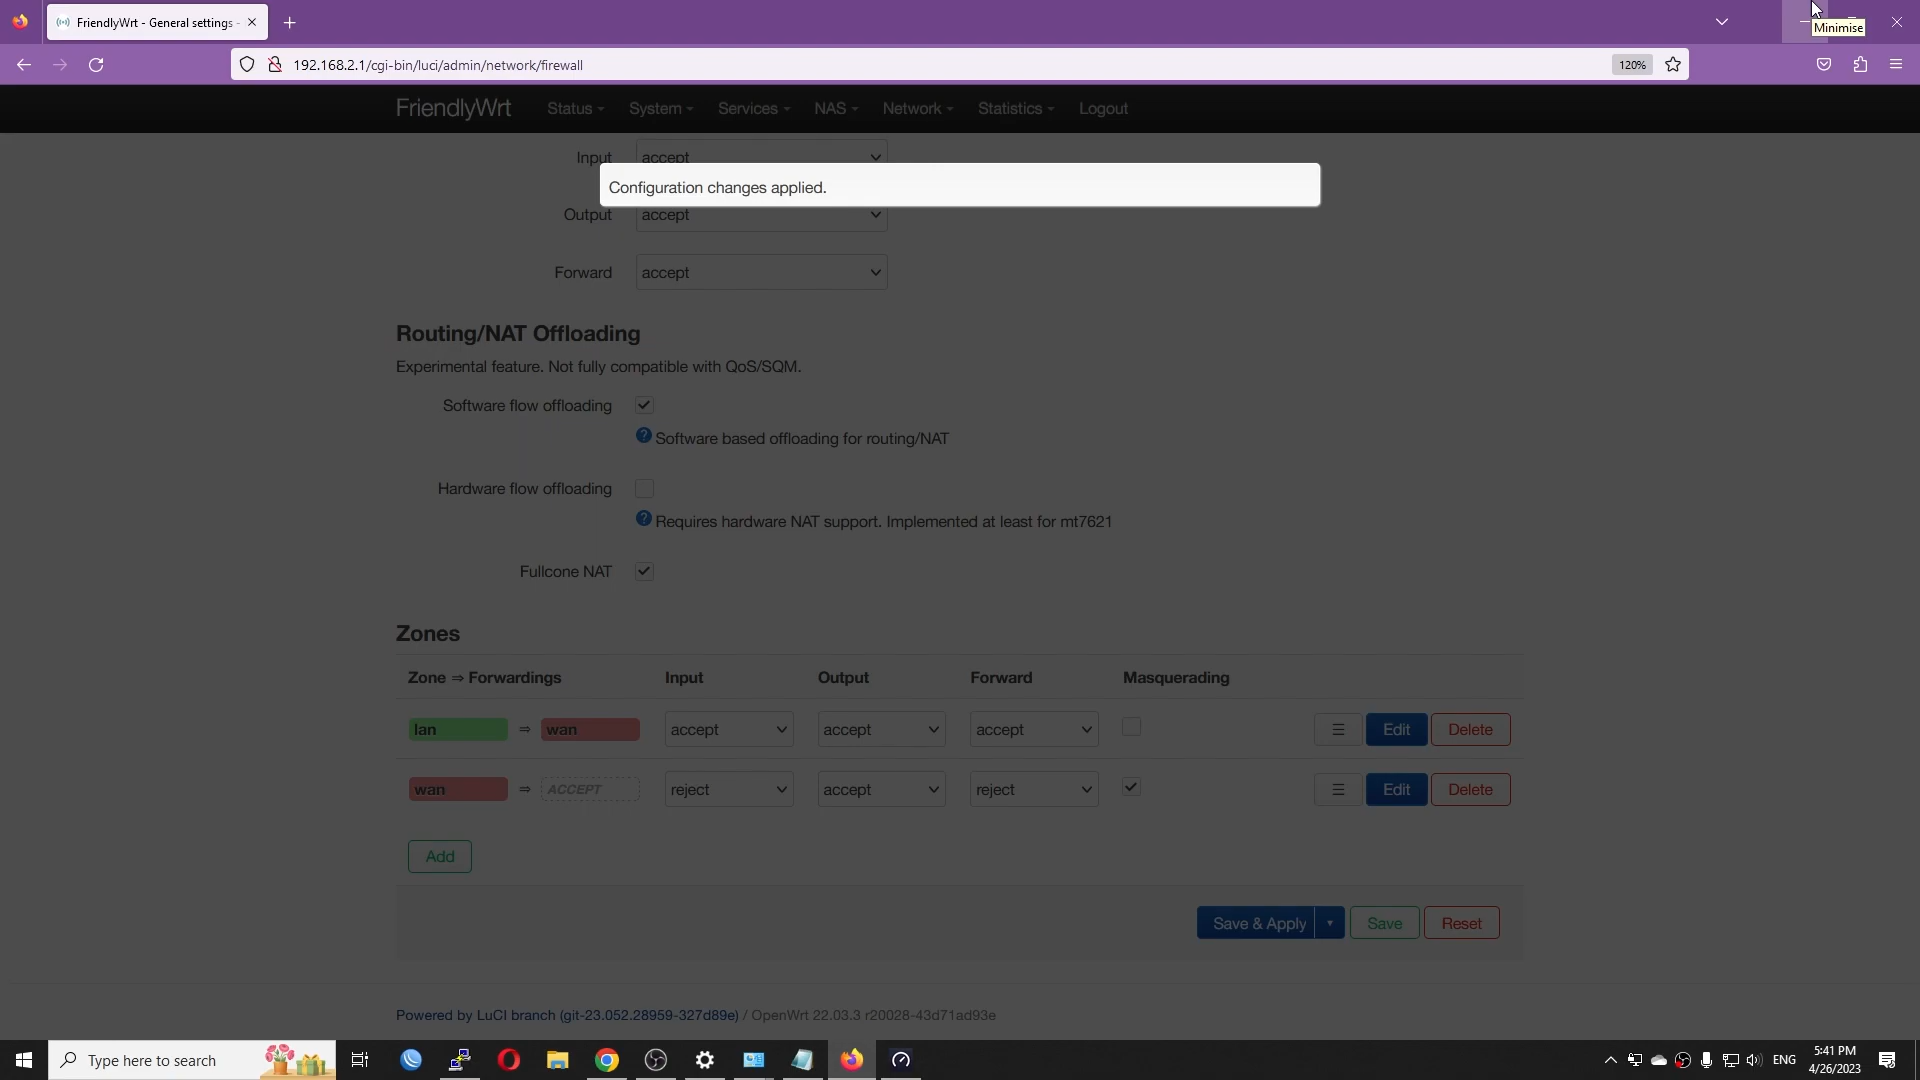 FriendlyWrt - General settings -
Minimise
192.168.2.1/cgi-bin/luci/admin/network/firewall
120%
FriendlyWrt Status System Services NAS Network Statistics Logout
Input accept
Configuration changes applied.
Output accept
Forward accept
Routing/NAT Offloading
Experimental feature. Not fully compatible with QoS/SQM.
Software flow offloading
Software based offloading for routing/NAT
Hardware flow offloading
Requires hardware NAT support. Implemented at least for mt7621
Fullcone NAT
Zones
Zone ⇒ Forwardings Input Output Forward Masquerading
lan ⇒ wan accept accept accept Edit Delete
wan ⇒ ACCEPT reject accept reject Edit Delete
Add
Save & Apply Save Reset
Powered by LuCI branch (git-23.052.28959-327d89e) / OpenWrt 22.03.3 r20028-43d71ad93e
Type here to search
ENG
5:41 PM
4/26/2023